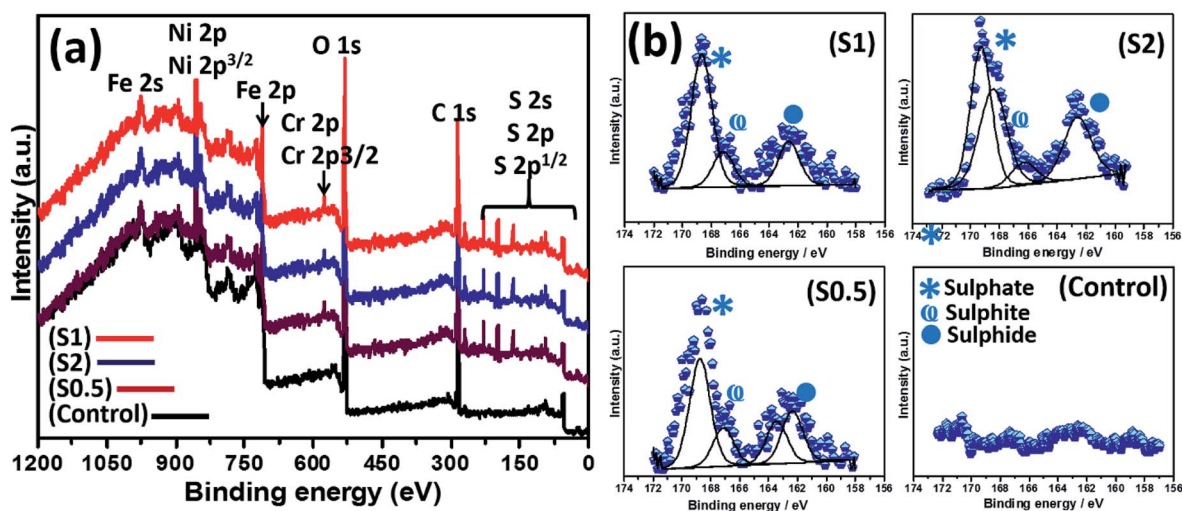 (a)
Ni 2p
Ni 2p3/2
Fe 2s
Fe 2p
Cr 2p
Cr 2p3/2
O 1s
C 1s
S 2s
S 2p
S 2p1/2
Intensity (a.u.)
(S1)
(S2)
(S0.5)
(Control)
1200 1050 900 750 600 450 300 150 0
Binding energy (eV)
(b)
(S1)
*
φ
Intensity (a.u.)
174 172 170 168 166 164 162 160 158 156
Binding energy / eV
(S2)
*
φ
Intensity (a.u.)
174 172 170 168 166 164 162 160 158 156
Binding energy / eV
*
(S0.5)
*
φ
Intensity (a.u.)
174 172 170 168 166 164 162 160 158 156
Binding energy / eV
(Control)
* Sulphate
φ Sulphite
Sulphide
Intensity (a.u.)
174 172 170 168 166 164 162 160 158 156
Binding energy / eV